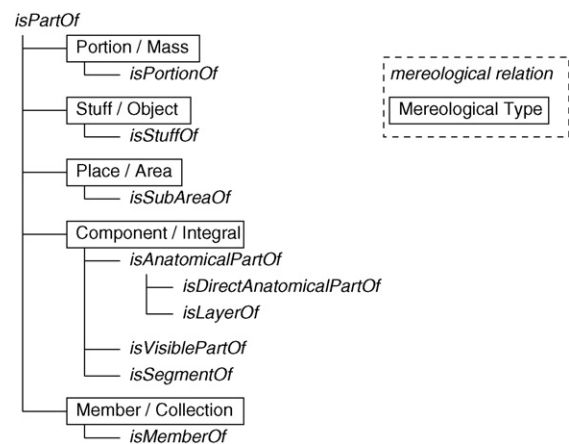 isPartOf
Portion / Mass
isPortionOf
Stuff / Object
isStuffOf
Place / Area
isSubAreaOf
Component / Integral
isAnatomicalPartOf
isDirectAnatomicalPartOf
isLayerOf
isVisiblePartOf
isSegmentOf
Member / Collection
isMemberOf
mereological relation
Mereological Type